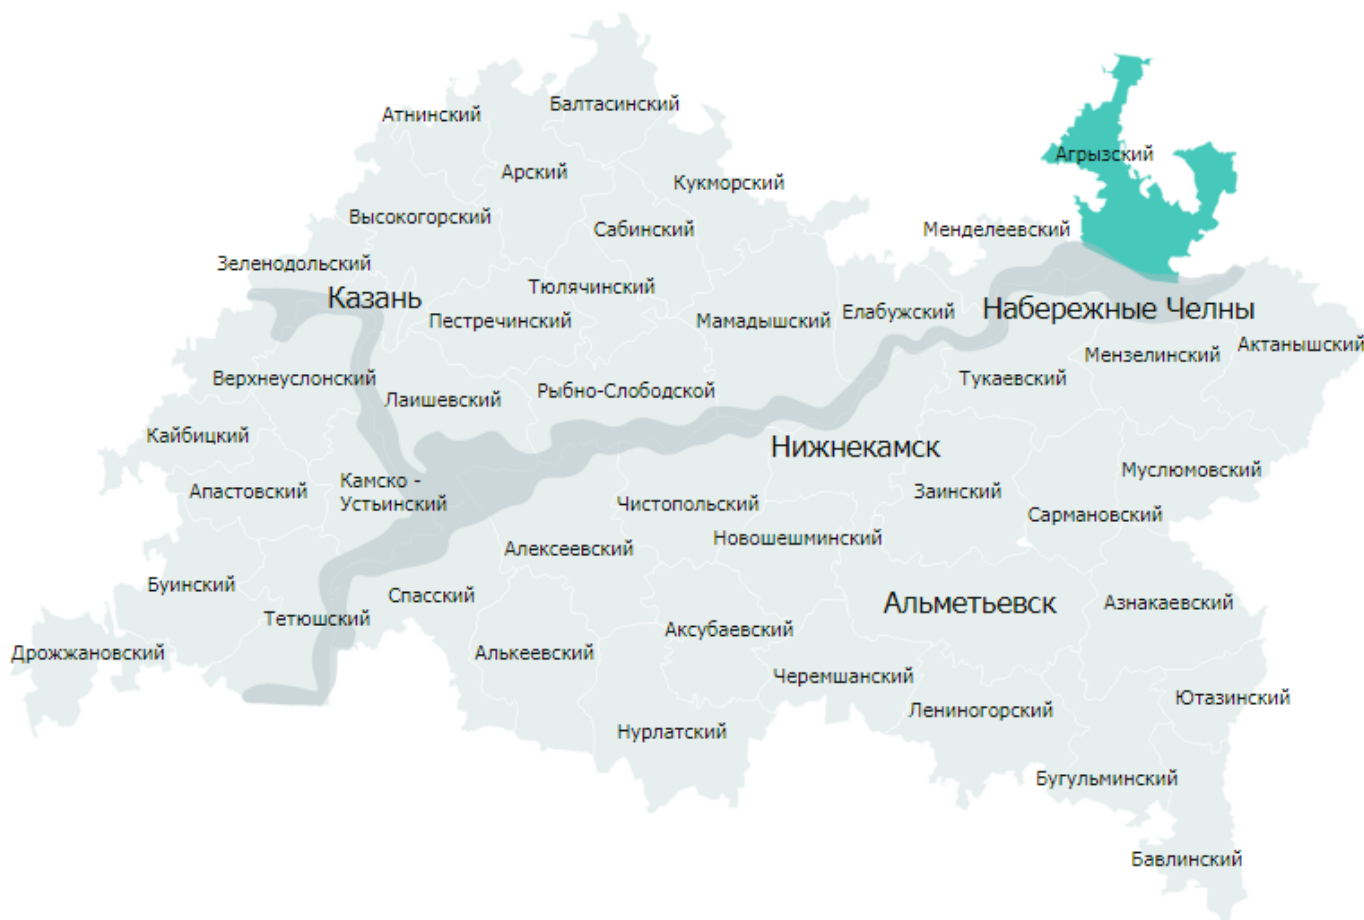 Балтасинский
Атнинский
Агрызский
Арский
Кукморский
Высокогорский
Сабинский
Менделеевский
Зеленодольский
Тюлячинский
Казань
Набережные Челны
Елабужский
Пестречинский
Мамадышский
Актанышский
Мензелинский
Верхнеуслонский
Тукаевский
Рыбно-Слободской
Лаишевский
Кайбицкий
Нижнекамск
Муслюмовский
Камско -
Устьинский
Апастовский
Заинский
Чистопольский
Сармановский
Новошешминский
Алексеевский
Буинский
Спасский
Альметьевск
Азнакаевский
Тетюшский
Аксубаевский
Дрожжановский
Алькеевский
Черемшанский
Ютазинский
Лениногорский
Нурлатский
Бугульминский
Бавлинский